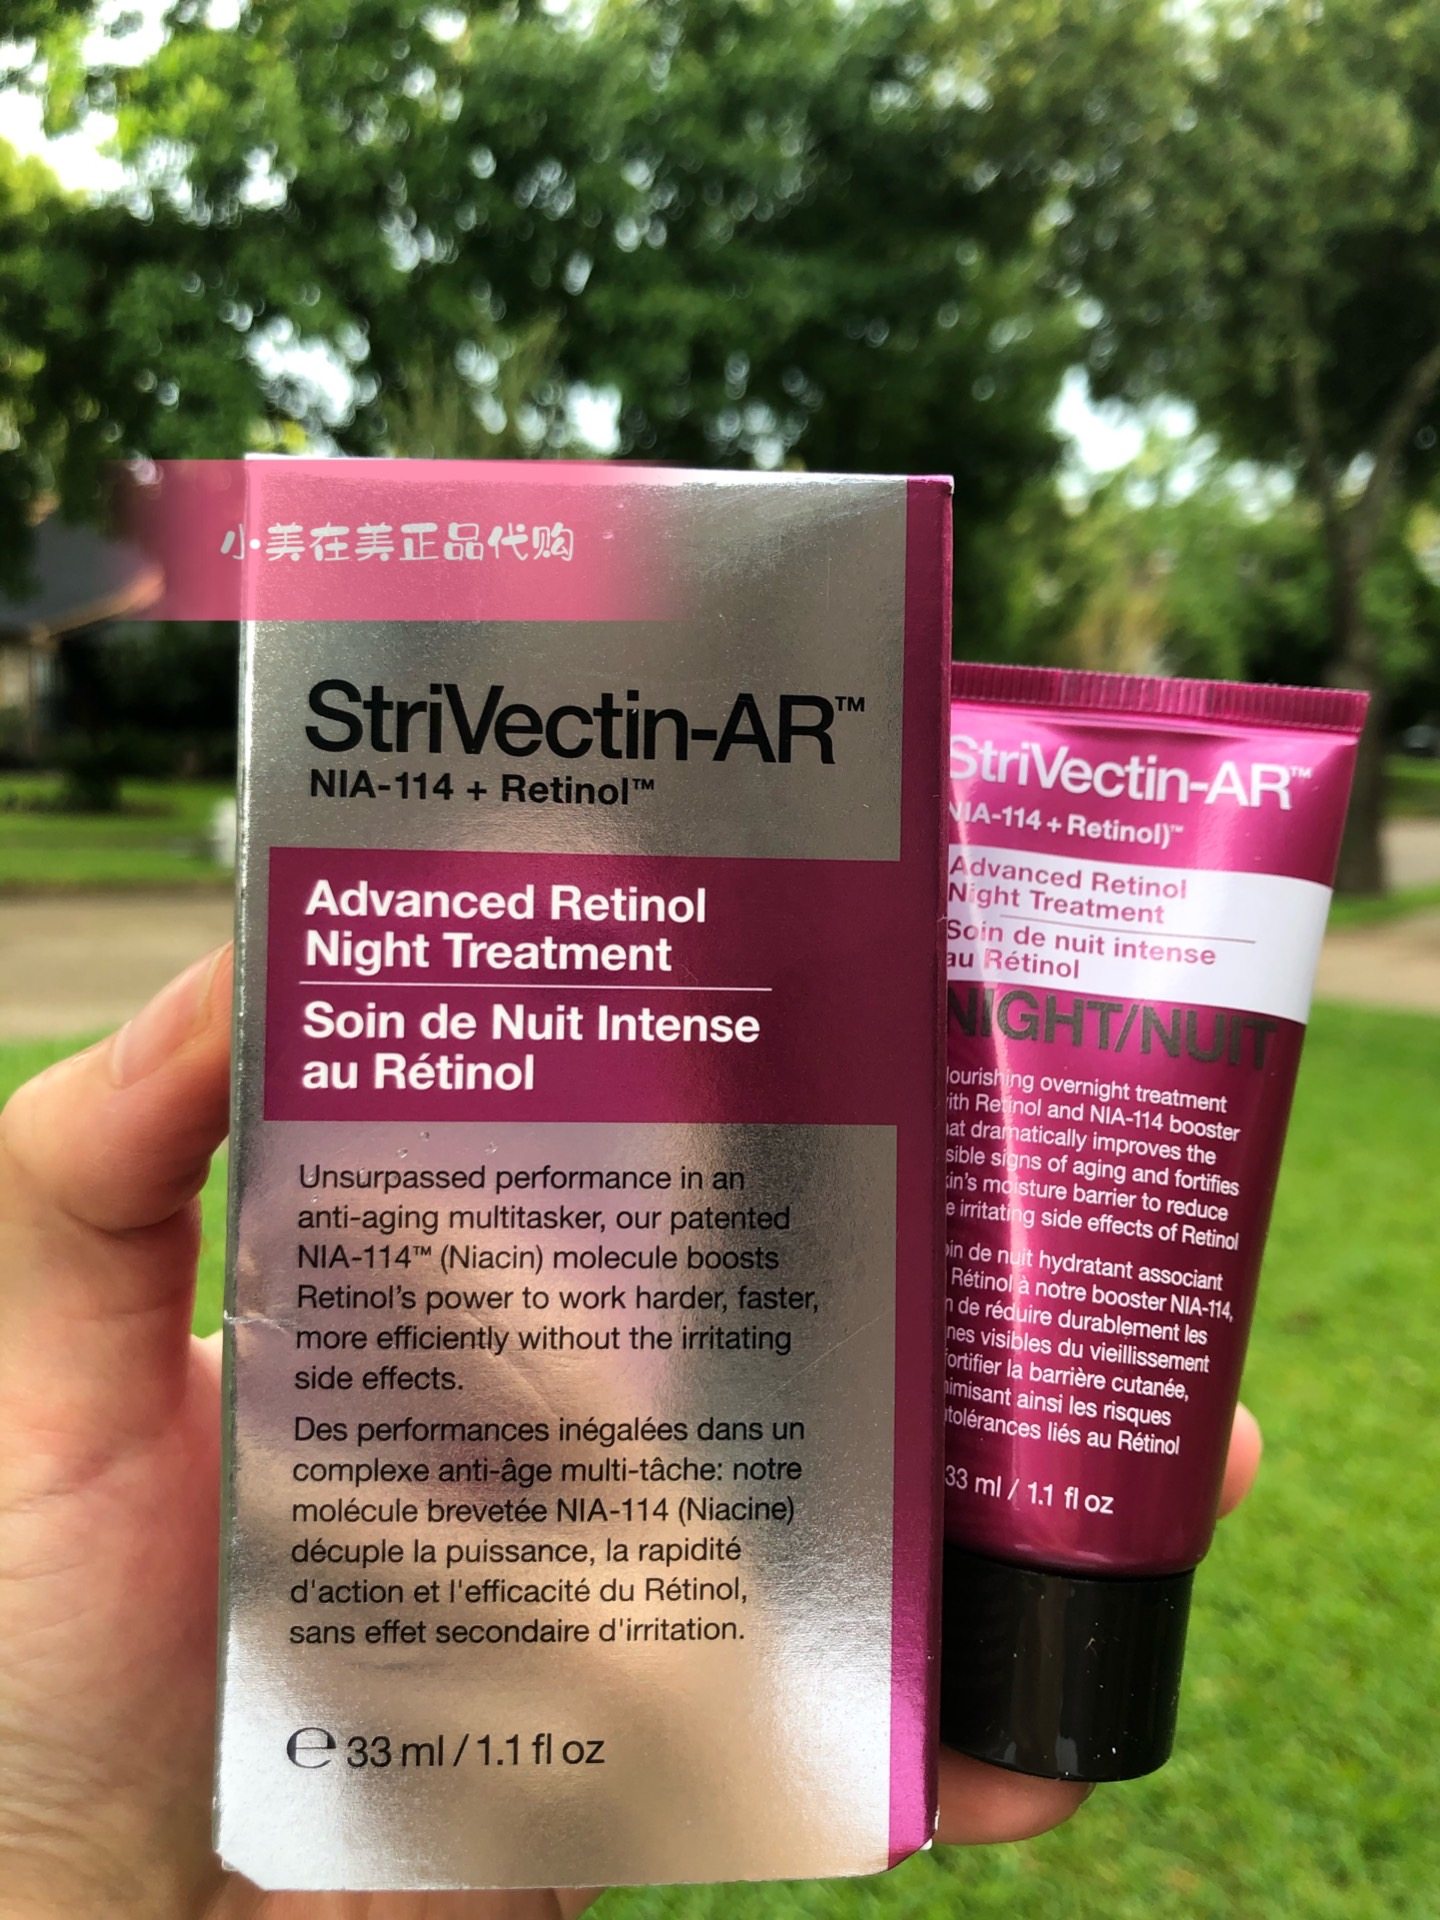 小美在美正品代购
StriVectin-AR™
NIA-114 + Retinol™
Advanced Retinol
Night Treatment
Soin de Nuit Intense
au Rétinol
Unsurpassed performance in an
anti-aging multitasker, our patented
NIA-114™ (Niacin) molecule boosts
Retinol's power to work harder, faster,
more efficiently without the irritating
side effects.
Des performances inégalées dans un
complexe anti-âge multi-tâche: notre
molécule brevetée NIA-114 (Niacine)
décuple la puissance, la rapidité
d'action et l'efficacité du Rétinol,
sans effet secondaire d'irritation.
℮ 33 ml / 1.1 fl oz
StriVectin-AR™
NIA-114 + Retinol)™
Advanced Retinol
Night Treatment
Soin de nuit intense
au Rétinol
NIGHT/NUIT
overnight treatment
Retinol and NIA-114 booster
dramatically improves the
signs of aging and fortifies
moisture barrier to reduce
irritating side effects of Retinol
de nuit hydratant associant
Rétinol à notre booster NIA-114,
de réduire durablement les
visibles du vieillissement
fortifier la barrière cutanée,
ainsi les risques
liés au Rétinol
33 ml / 1.1 fl oz